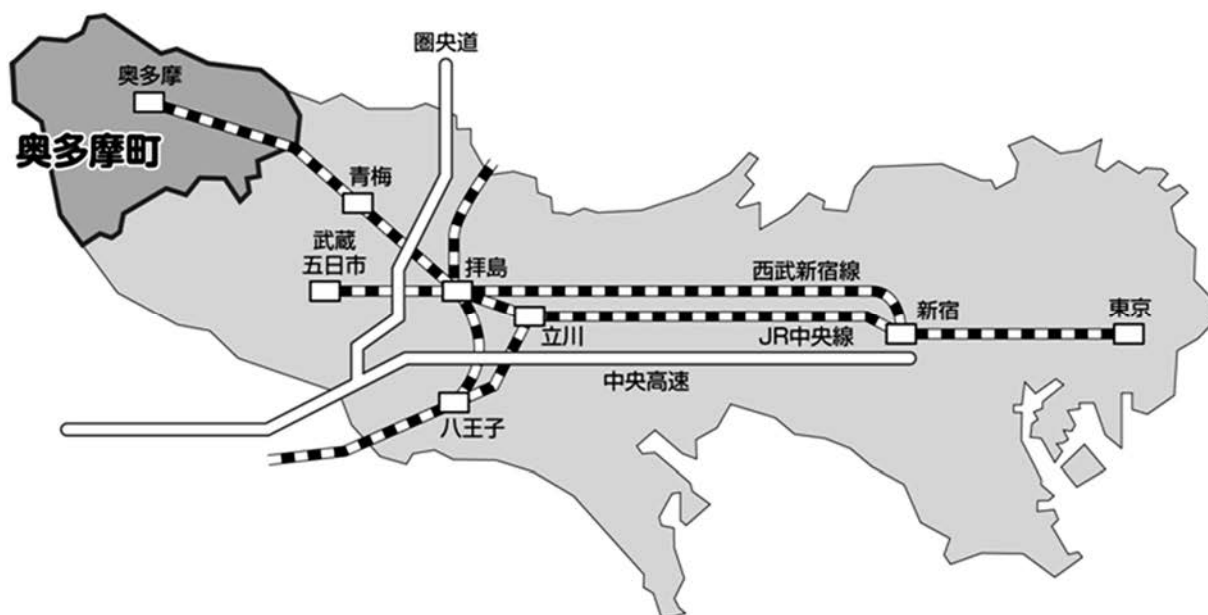 圏央道
奥多摩
奥多摩町
青梅
武蔵
五日市
拝島
西武新宿線
新宿
東京
立川
JR中央線
中央高速
八王子